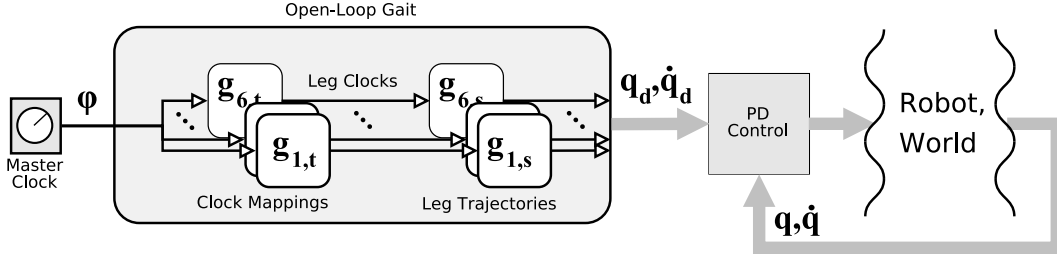 Open-Loop Gait
g6,t
Leg Clocks
g6,s
qd,q̇d
φ
PD
Control
Robot,
World
Master
Clock
g1,t
g1,s
Clock Mappings
Leg Trajectories
q,q̇